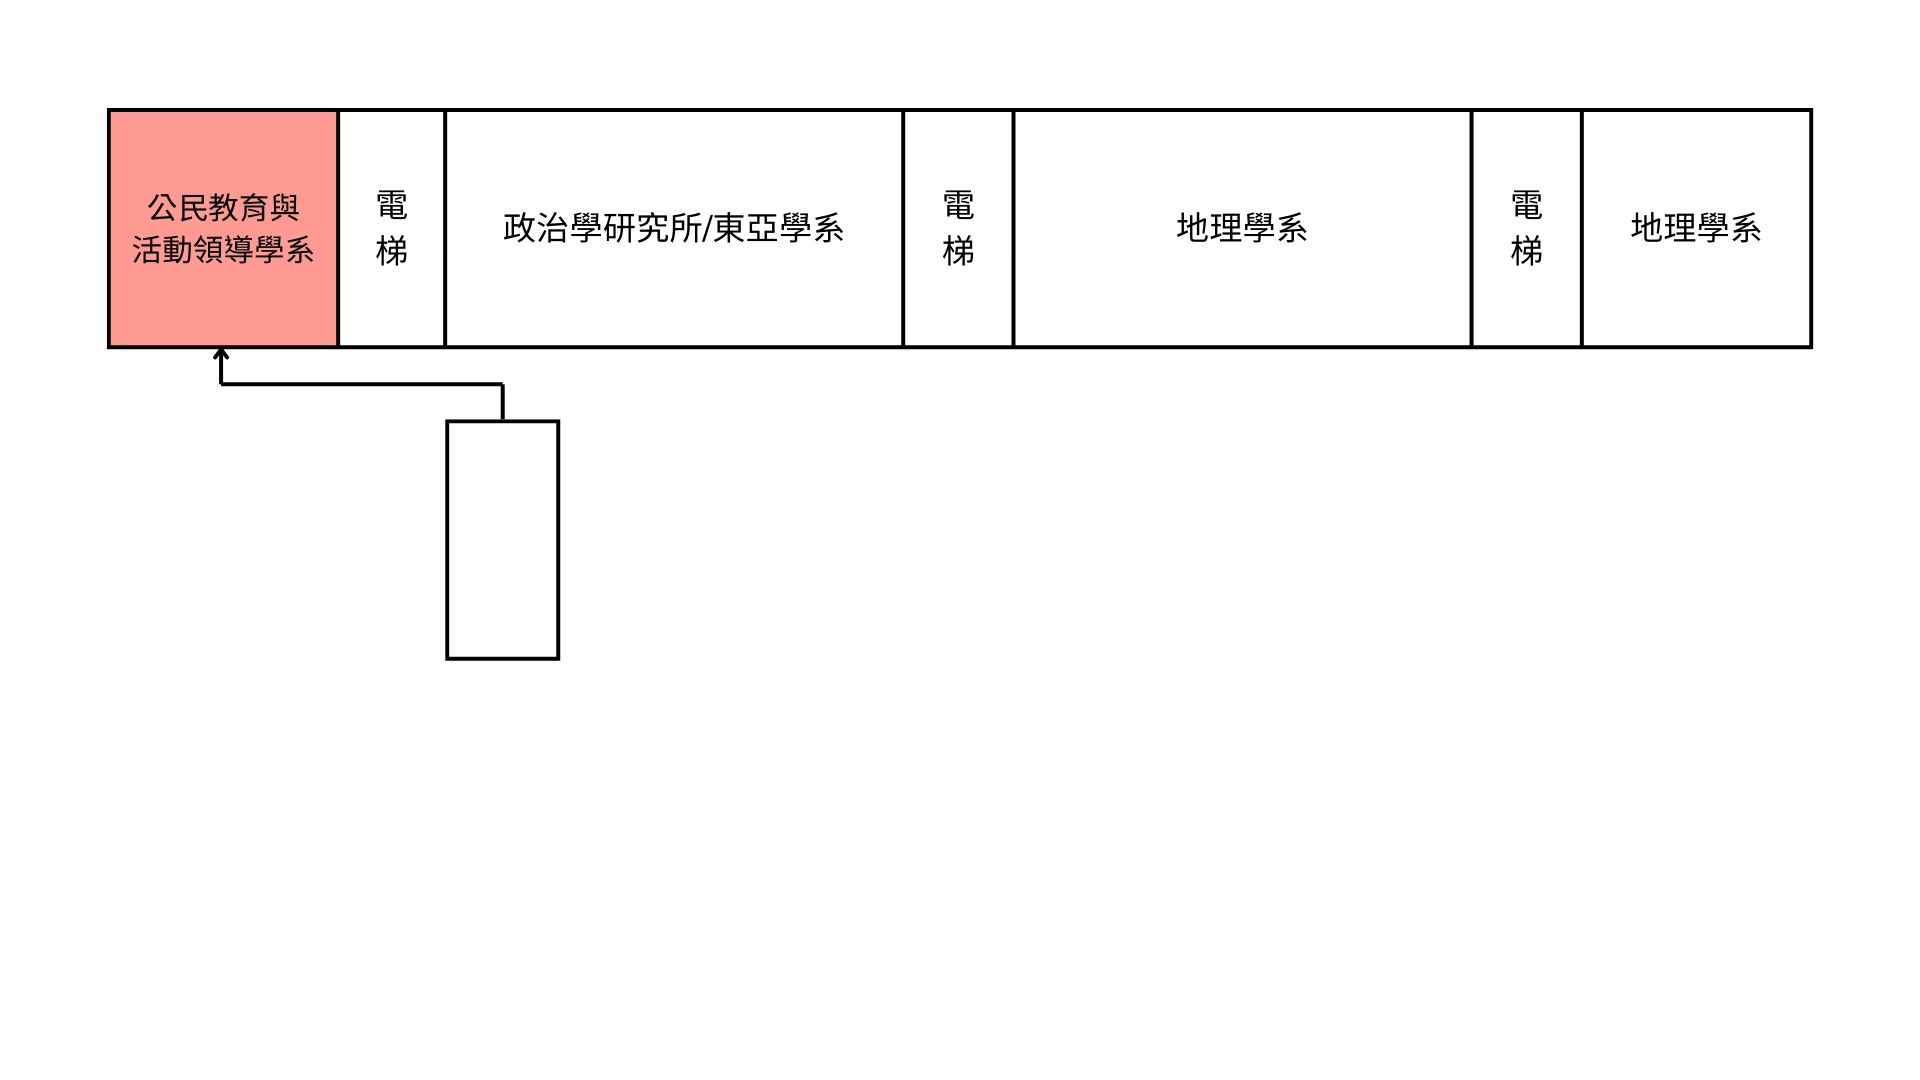 公民教育與
活動領導學系
電
梯
政治學研究所/東亞學系
電
梯
地理學系
電
梯
地理學系